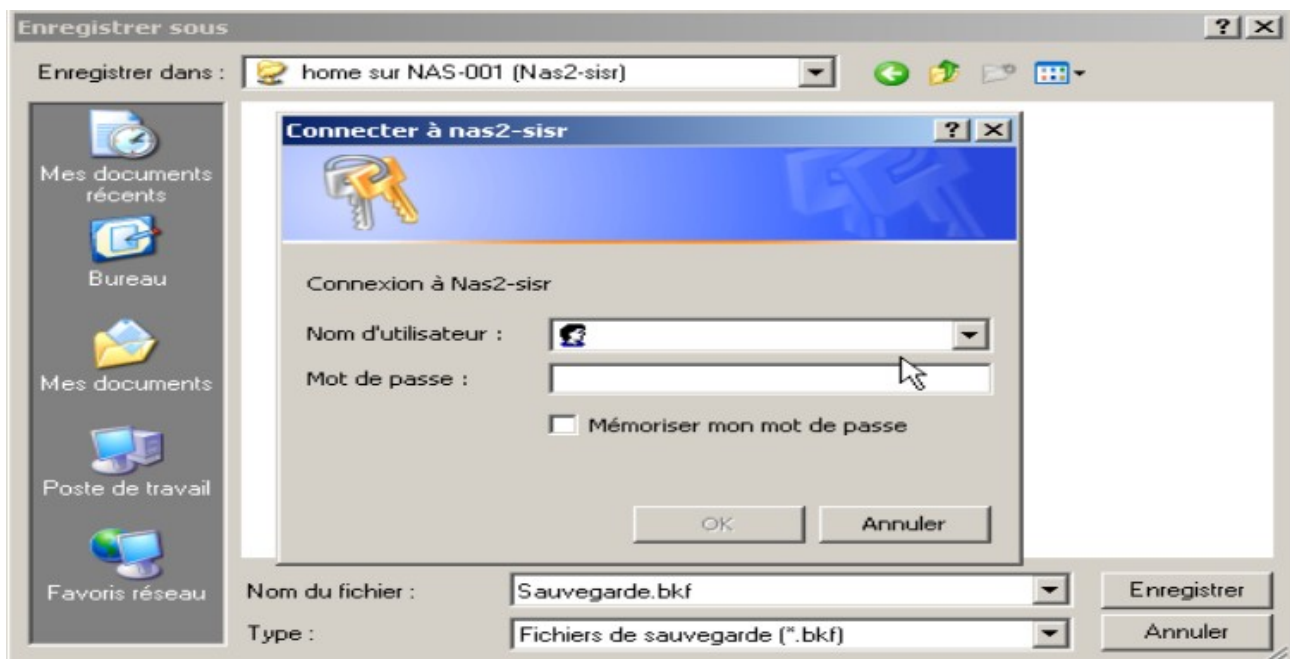 Enregistrer sous
Enregistrer dans :
home sur NAS-001 (Nas2-sisr)
Mes documents
récents
Bureau
Mes documents
Poste de travail
Favoris réseau
Connecter à nas2-sisr
Connexion à Nas2-sisr
Nom d'utilisateur :
Mot de passe :
Mémoriser mon mot de passe
OK
Annuler
Nom du fichier :
Sauvegarde.bkf
Enregistrer
Type :
Fichiers de sauvegarde (*.bkf)
Annuler